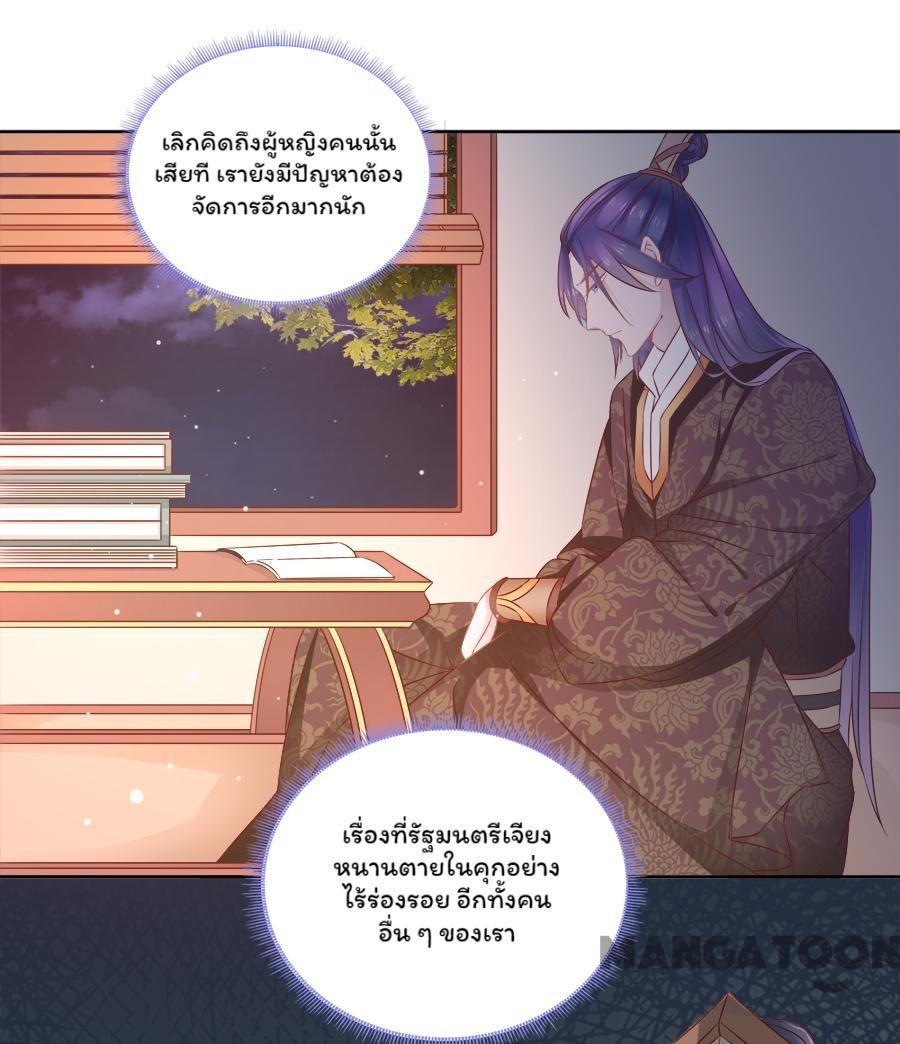 เลิกคิดถึงผู้หญิงคนนั้น
เสียที เรายังมีปัญหาต้อง
จัดการอีกมากนัก
เรื่องที่รัฐมนตรีเจียง
หนานตายในคุกอย่าง
ไร้ร่องรอย อีกทั้งคน
อื่น ๆ ของเรา
MANGA TOON